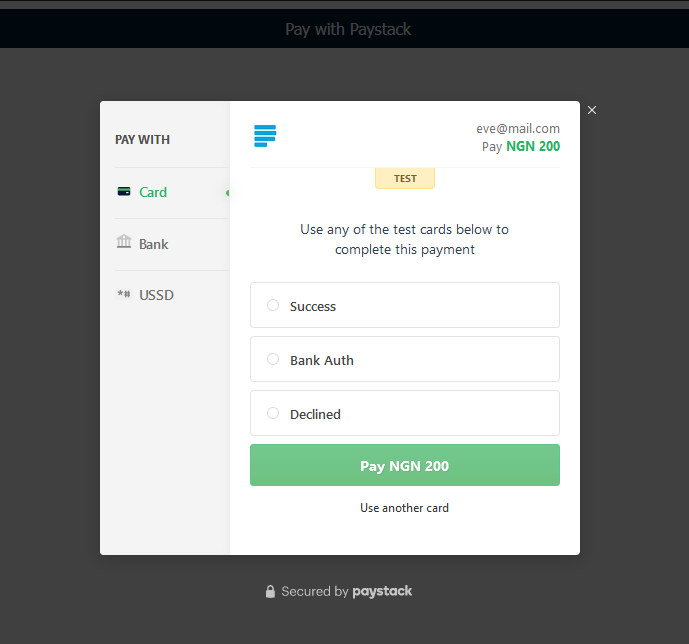 Pay with Paystack
PAY WITH
Card
Bank
*# USSD
eve@mail.com
Pay NGN 200
TEST
Use any of the test cards below to
complete this payment
Success
Bank Auth
Declined
Pay NGN 200
Use another card
Secured by paystack